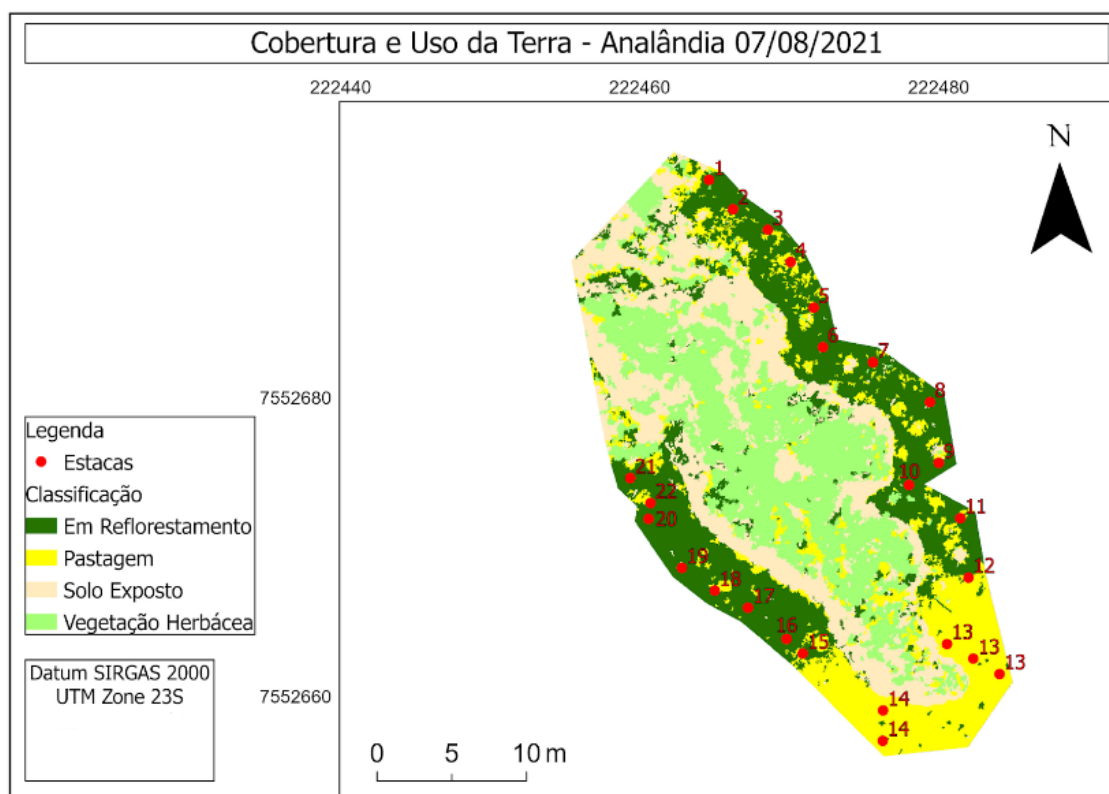 Cobertura e Uso da Terra - Analândia 07/08/2021
222440 222460 222480
N
1
2
3
4
5
6
7
7552680
8
9
10
11
12
21
22
20
19
18
17
16
15
13
13
13
14
14
7552660
Legenda
Estacas
Classificação
Em Reflorestamento
Pastagem
Solo Exposto
Vegetação Herbácea
Datum SIRGAS 2000
UTM Zone 23S
0 5 10 m